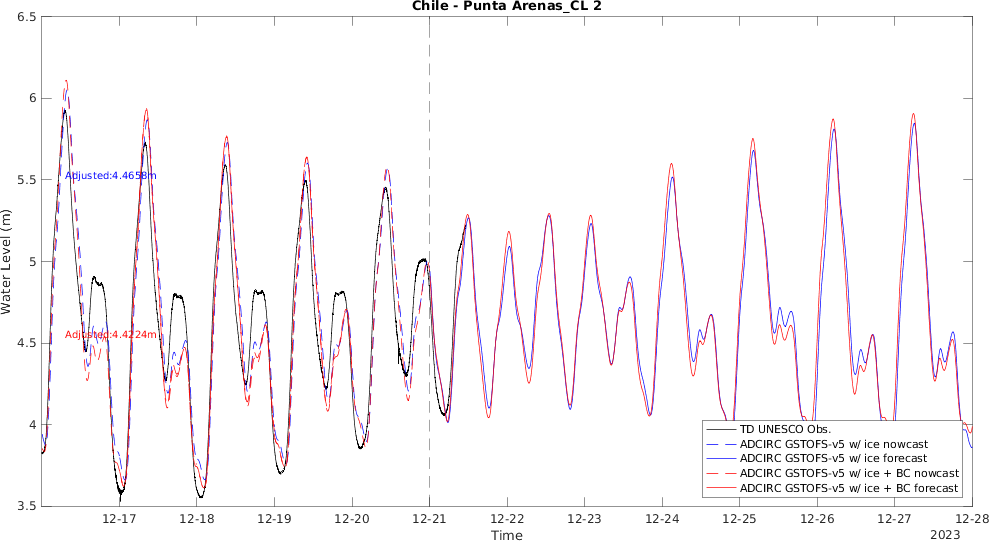 Chile - Punta Arenas_CL 2
6.5
6
5.5
5
4.5
4
3.5
Water Level (m)
Adjusted:4.4658m
Adjusted:4.4224m
TD UNESCO Obs.
ADCIRC GSTOFS-v5 w/ ice nowcast
ADCIRC GSTOFS-v5 w/ ice forecast
ADCIRC GSTOFS-v5 w/ ice + BC nowcast
ADCIRC GSTOFS-v5 w/ ice + BC forecast
12-17 12-18 12-19 12-20 12-21 12-22 12-23 12-24 12-25 12-26 12-27 12-28
Time
2023